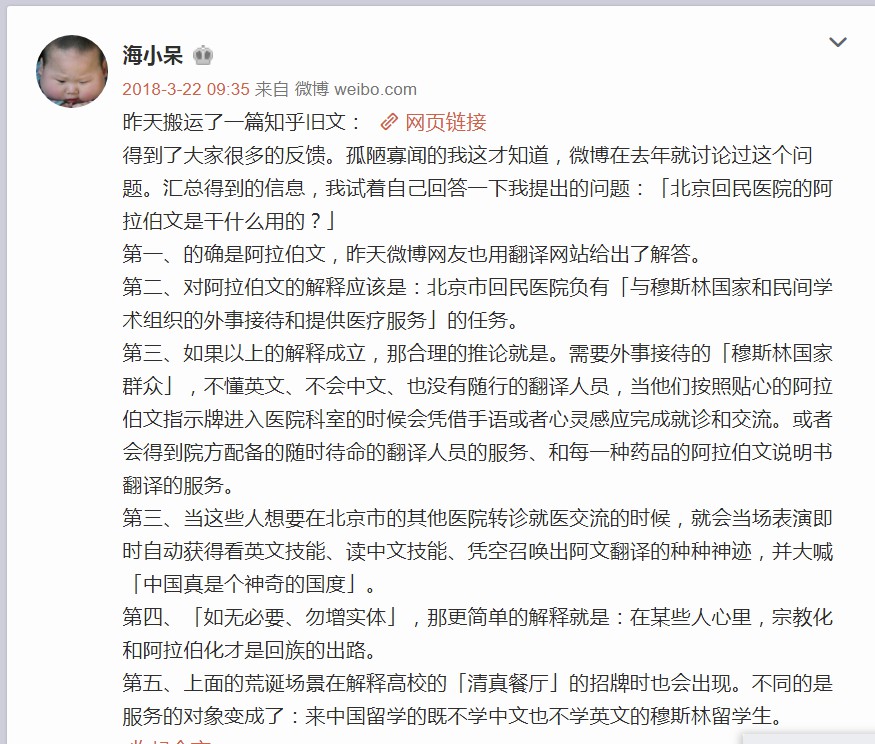 海小呆
2018-3-22 09:35 来自 微博 weibo.com
昨天搬运了一篇知乎旧文： 网页链接
得到了大家很多的反馈。孤陋寡闻的我这才知道，微博在去年就讨论过这个问
题。汇总得到的信息，我试着自己回答一下我提出的问题：「北京回民医院的阿
拉伯文是干什么用的？」
第一、的确是阿拉伯文，昨天微博网友也用翻译网站给出了解答。
第二、对阿拉伯文的解释应该是：北京市回民医院负有「与穆斯林国家和民间学
术组织的外事接待和提供医疗服务」的任务。
第三、如果以上的解释成立，那合理的推论就是。需要外事接待的「穆斯林国家
群众」，不懂英文、不会中文、也没有随行的翻译人员，当他们按照贴心的阿拉
伯文指示牌进入医院科室的时候会凭借手语或者心灵感应完成就诊和交流。或者
会得到院方配备的随时待命的翻译人员的服务、和每一种药品的阿拉伯文说明书
翻译的服务。
第三、当这些人想要在北京市的其他医院转诊就医交流的时候，就会当场表演即
时自动获得看英文技能、读中文技能、凭空召唤出阿文翻译的种种神迹，并大喊
「中国真是个神奇的国度」。
第四、「如无必要、勿增实体」，那更简单的解释就是：在某些人心里，宗教化
和阿拉伯化才是回族的出路。
第五、上面的荒诞场景在解释高校的「清真餐厅」的招牌时也会出现。不同的是
服务的对象变成了：来中国留学的既不学中文也不学英文的穆斯林留学生。